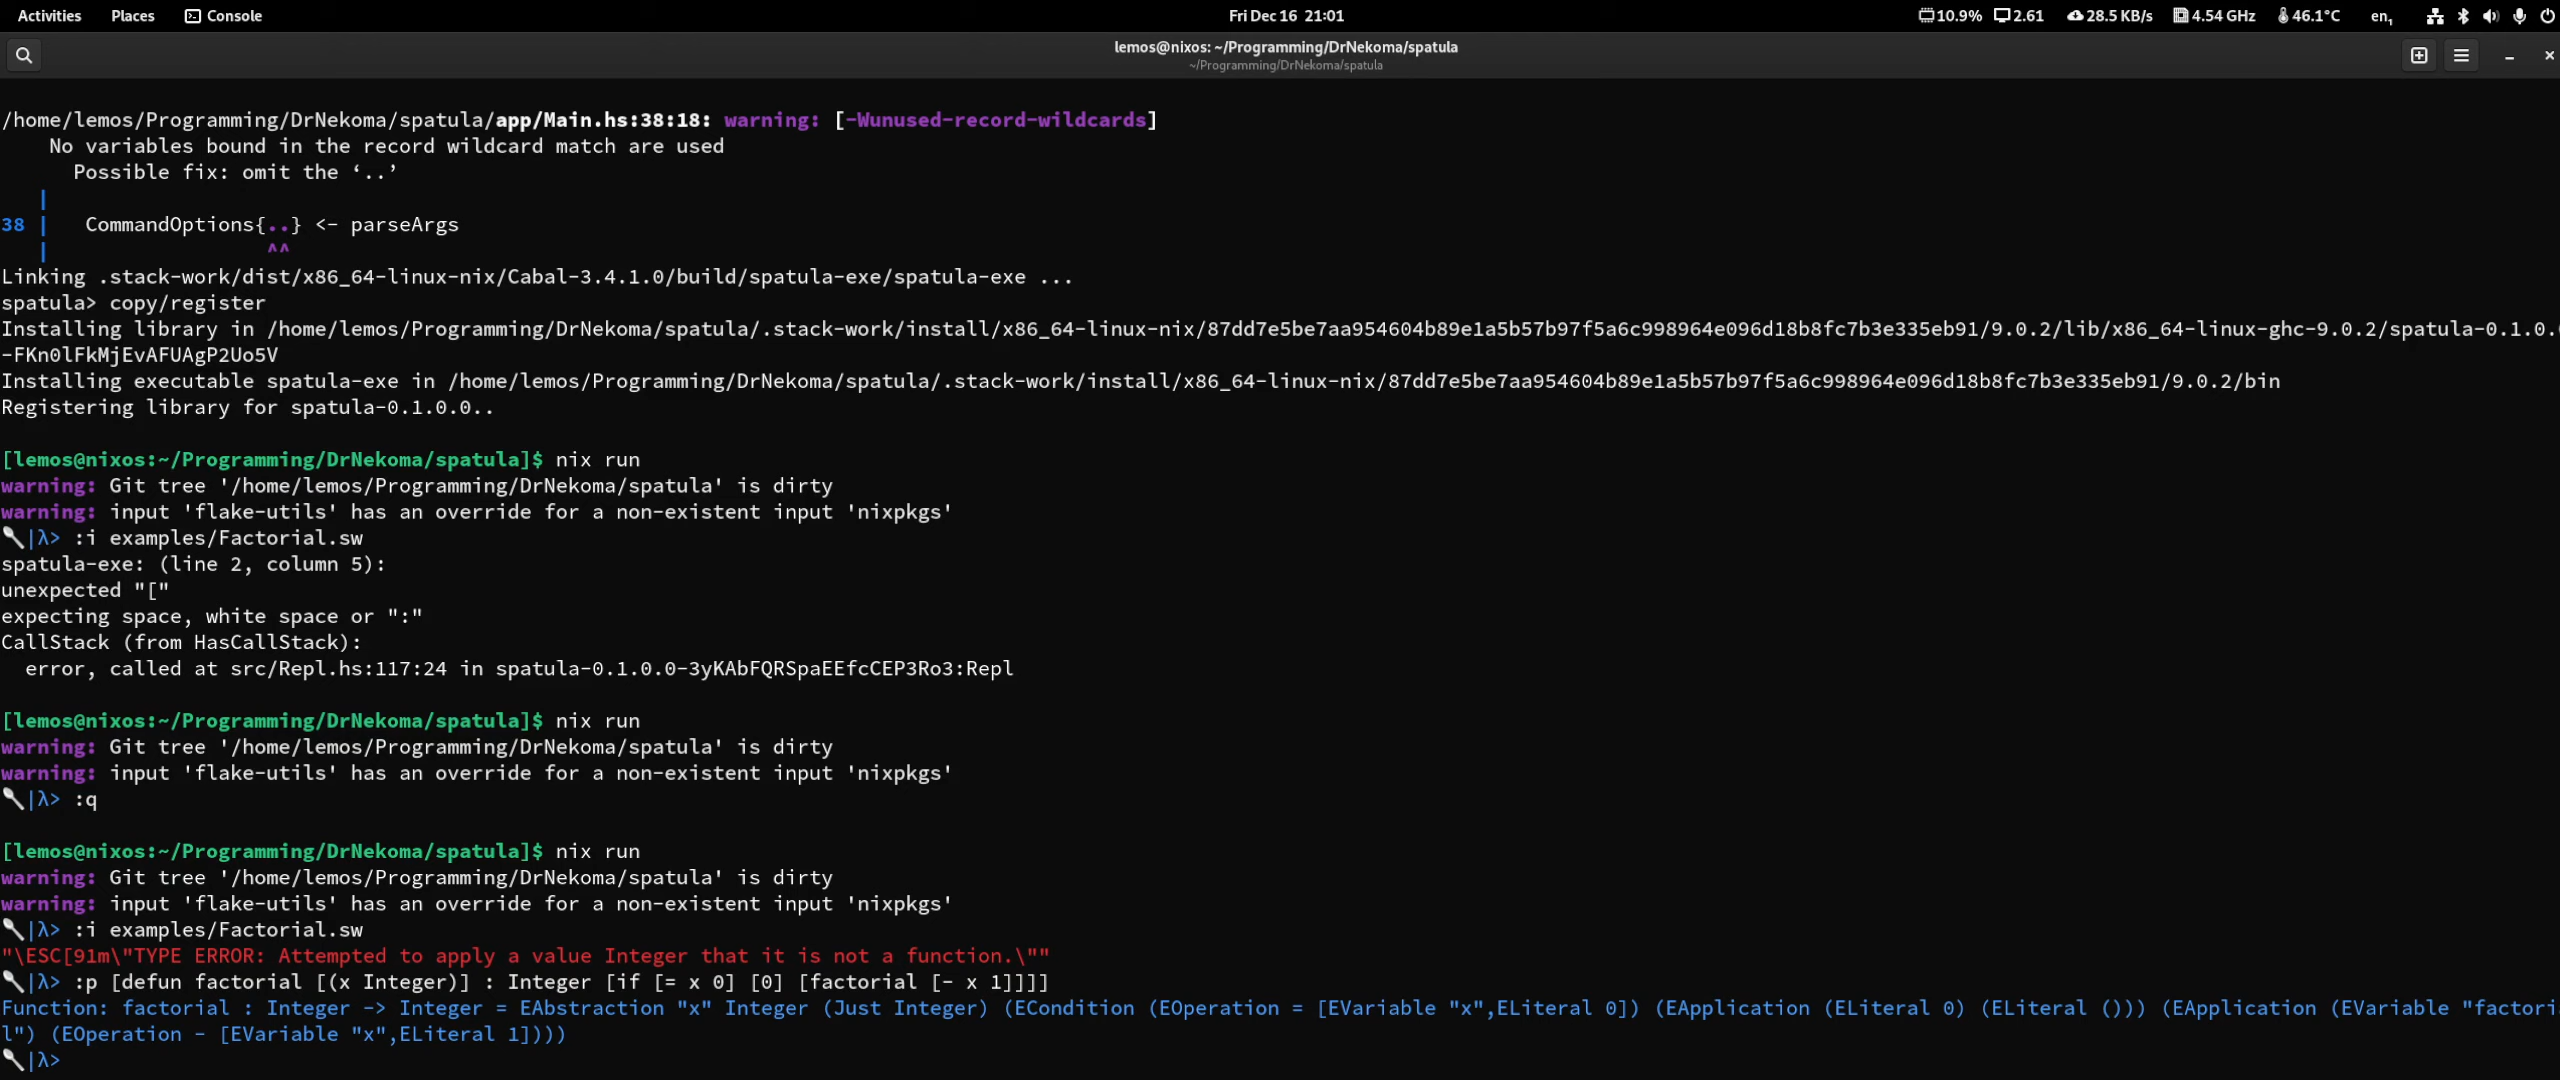 Activities Places Console Fri Dec 16 21:01 10.9% 2.61 28.5 KB/s 4.54 GHz 46.1°C en₁
lemos@nixos: ~/Programming/DrNekoma/spatula
~/Programming/DrNekoma/spatula
/home/lemos/Programming/DrNekoma/spatula/app/Main.hs:38:18: warning: [-Wunused-record-wildcards]
    No variables bound in the record wildcard match are used
      Possible fix: omit the ‘..’
   |
38 |   CommandOptions{..} <- parseArgs
   |                  ^^
Linking .stack-work/dist/x86_64-linux-nix/Cabal-3.4.1.0/build/spatula-exe/spatula-exe ...
spatula> copy/register
Installing library in /home/lemos/Programming/DrNekoma/spatula/.stack-work/install/x86_64-linux-nix/87dd7e5be7aa954604b89e1a5b57b97f5a6c998964e096d18b8fc7b3e335eb91/9.0.2/lib/x86_64-linux-ghc-9.0.2/spatula-0.1.0.0
-FKn0lFkMjEvAFUAgP2Uo5V
Installing executable spatula-exe in /home/lemos/Programming/DrNekoma/spatula/.stack-work/install/x86_64-linux-nix/87dd7e5be7aa954604b89e1a5b57b97f5a6c998964e096d18b8fc7b3e335eb91/9.0.2/bin
Registering library for spatula-0.1.0.0..
[lemos@nixos:~/Programming/DrNekoma/spatula]$ nix run
warning: Git tree '/home/lemos/Programming/DrNekoma/spatula' is dirty
warning: input 'flake-utils' has an override for a non-existent input 'nixpkgs'
🥄|λ> :i examples/Factorial.sw
spatula-exe: (line 2, column 5):
unexpected "["
expecting space, white space or ":"
CallStack (from HasCallStack):
  error, called at src/Repl.hs:117:24 in spatula-0.1.0.0-3yKAbFQRSpaEEfcCEP3Ro3:Repl
[lemos@nixos:~/Programming/DrNekoma/spatula]$ nix run
warning: Git tree '/home/lemos/Programming/DrNekoma/spatula' is dirty
warning: input 'flake-utils' has an override for a non-existent input 'nixpkgs'
🥄|λ> :q
[lemos@nixos:~/Programming/DrNekoma/spatula]$ nix run
warning: Git tree '/home/lemos/Programming/DrNekoma/spatula' is dirty
warning: input 'flake-utils' has an override for a non-existent input 'nixpkgs'
🥄|λ> :i examples/Factorial.sw
"\ESC[91m\"TYPE ERROR: Attempted to apply a value Integer that it is not a function.\""
🥄|λ> :p [defun factorial [(x Integer)] : Integer [if [= x 0] [0] [factorial [- x 1]]]]
Function: factorial : Integer -> Integer = EAbstraction "x" Integer (Just Integer) (ECondition (EOperation = [EVariable "x",ELiteral 0]) (EApplication (ELiteral 0) (ELiteral ())) (EApplication (EVariable "factoria
l") (EOperation - [EVariable "x",ELiteral 1])))
🥄|λ>